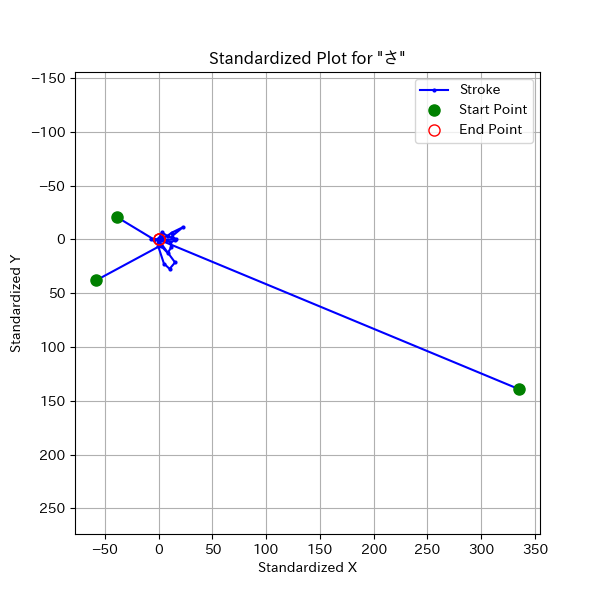 Standardized Plot for "さ"
Stroke
Start Point
End Point
Standardized Y
−150
−100
−50
0
50
100
150
200
250
−50 0 50 100 150 200 250 300 350
Standardized X